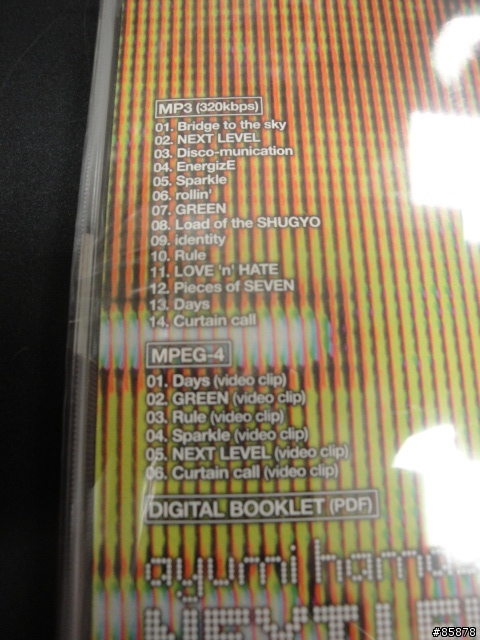 MP3 (320kbps)
01. Bridge to the sky
02. NEXT LEVEL
03. Disco-munication
04. EnergizE
05. Sparkle
06. rollin'
07. GREEN
08. Load of the SHUGYO
09. identity
10. Rule
11. LOVE 'n' HATE
12. Pieces of SEVEN
13. Days
14. Curtain call
MPEG-4
01. Days (video clip)
02. GREEN (video clip)
03. Rule (video clip)
04. Sparkle (video clip)
05. NEXT LEVEL (video clip)
06. Curtain call (video clip)
DIGITAL BOOKLET (PDF)
ayumi
NEXT
#85878